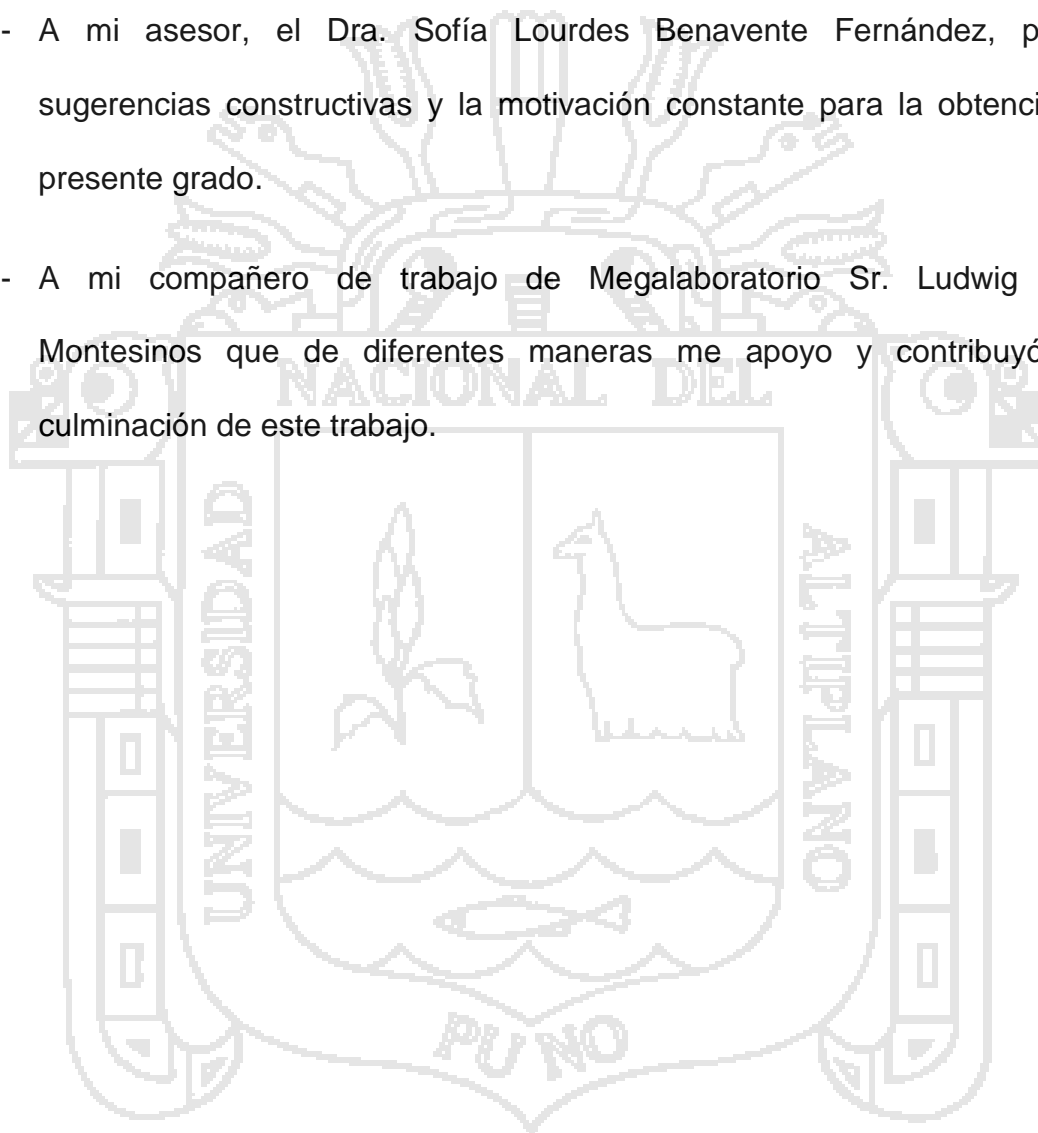 - A mi asesor, el Dra. Sofía Lourdes Benavente Fernández, p
sugerencias constructivas y la motivación constante para la obtenci
presente grado.
- A mi compañero de trabajo de Megalaboratorio Sr. Ludwig
Montesinos que de diferentes maneras me apoyo y contribuyó
culminación de este trabajo.
NACIONAL DEL
UNIVERSIDAD
ALTIPLANO
PUNO